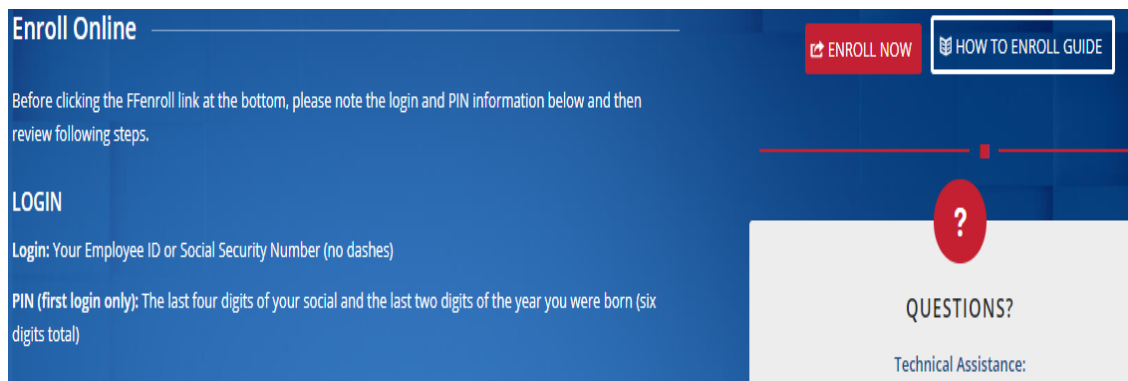 Enroll Online
ENROLL NOW
HOW TO ENROLL GUIDE
Before clicking the FFenroll link at the bottom, please note the login and PIN information below and then
review following steps.
LOGIN
Login: Your Employee ID or Social Security Number (no dashes)
PIN (first login only): The last four digits of your social and the last two digits of the year you were born (six
digits total)
?
QUESTIONS?
Technical Assistance: